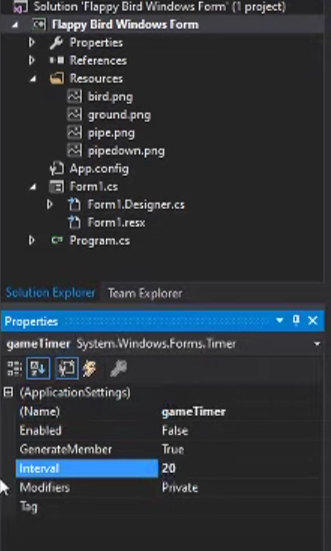 Solution 'Flappy Bird Windows Form' (1 project)
Flappy Bird Windows Form
Properties
References
Resources
bird.png
ground.png
pipe.png
pipedown.png
App.config
Form1.cs
Form1.Designer.cs
Form1.resx
C# Program.cs
Solution Explorer Team Explorer
Properties
gameTimer System.Windows.Forms.Timer
(ApplicationSettings)
(Name) gameTimer
Enabled False
GenerateMember True
Interval 20
Modifiers Private
Tag